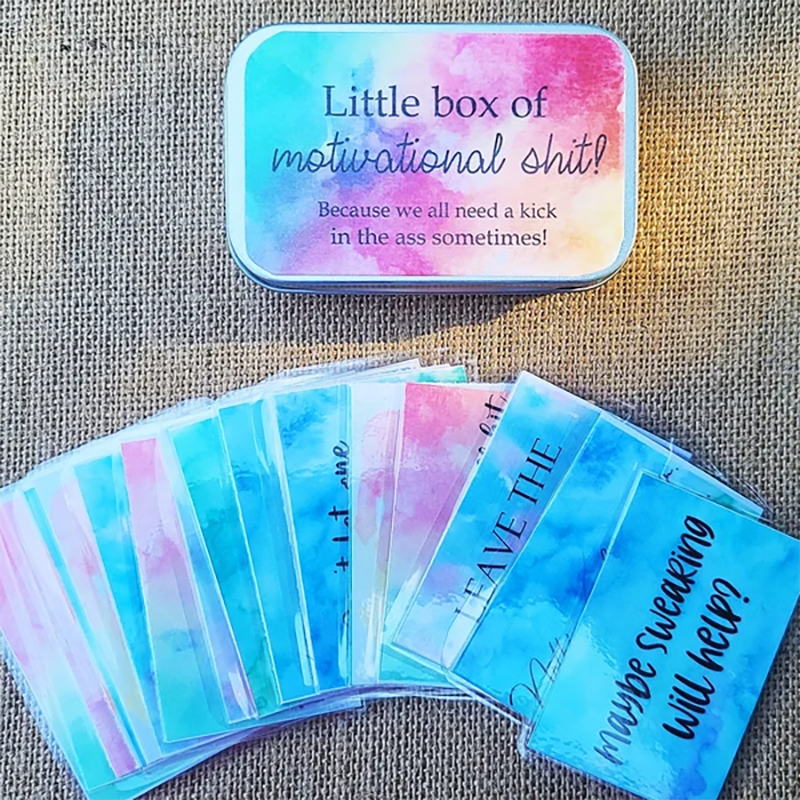 Little box of
motivational shit!
Because we all need a kick
in the ass sometimes!
LEAVE THE
maybe swearing
will help?